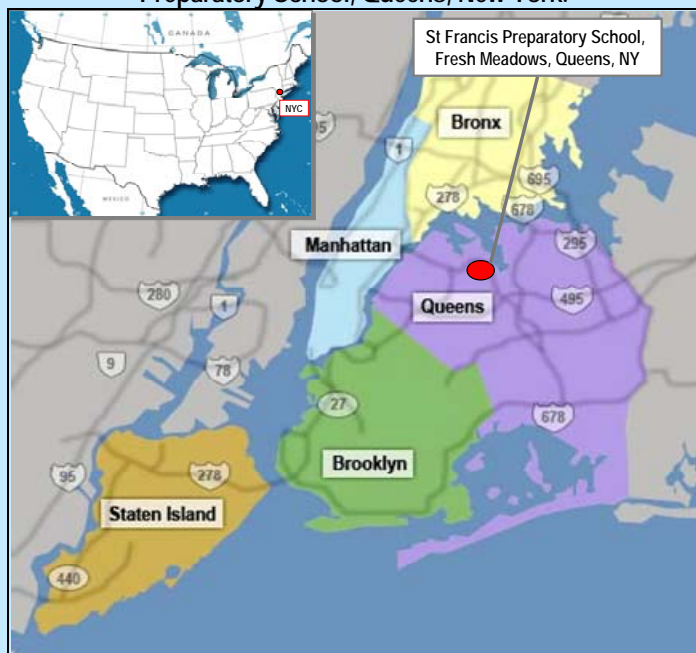 Preparatory School, Queens, New York.
CANADA
St Francis Preparatory School,
Fresh Meadows, Queens, NY
NYC
MEXICO
95
1
Bronx
695
278
678
Manhattan
295
280
1
Queens
495
9
78
27
678
Brooklyn
95
278
Staten Island
440